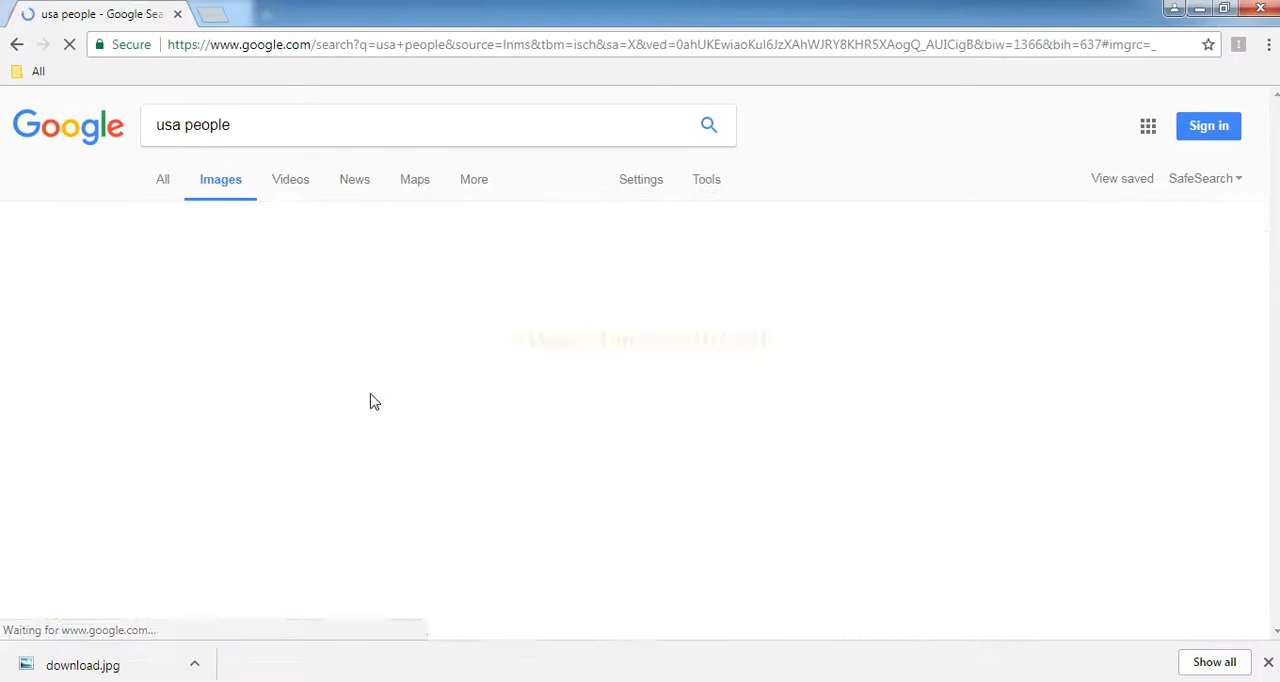 usa people - Google Sea
Secure
https://www.google.com/search?q=usa+people&source=lnms&tbm=isch&sa=X&ved=0ahUKEwiaoKuI6JzXAhWJRY8KHR5XAogQ_AUICigB&biw=1366&bih=637#imgrc=_
All
Google
usa people
Sign in
All Images Videos News Maps More Settings Tools
View saved SafeSearch
Waiting for www.google.com...
download.jpg
Show all